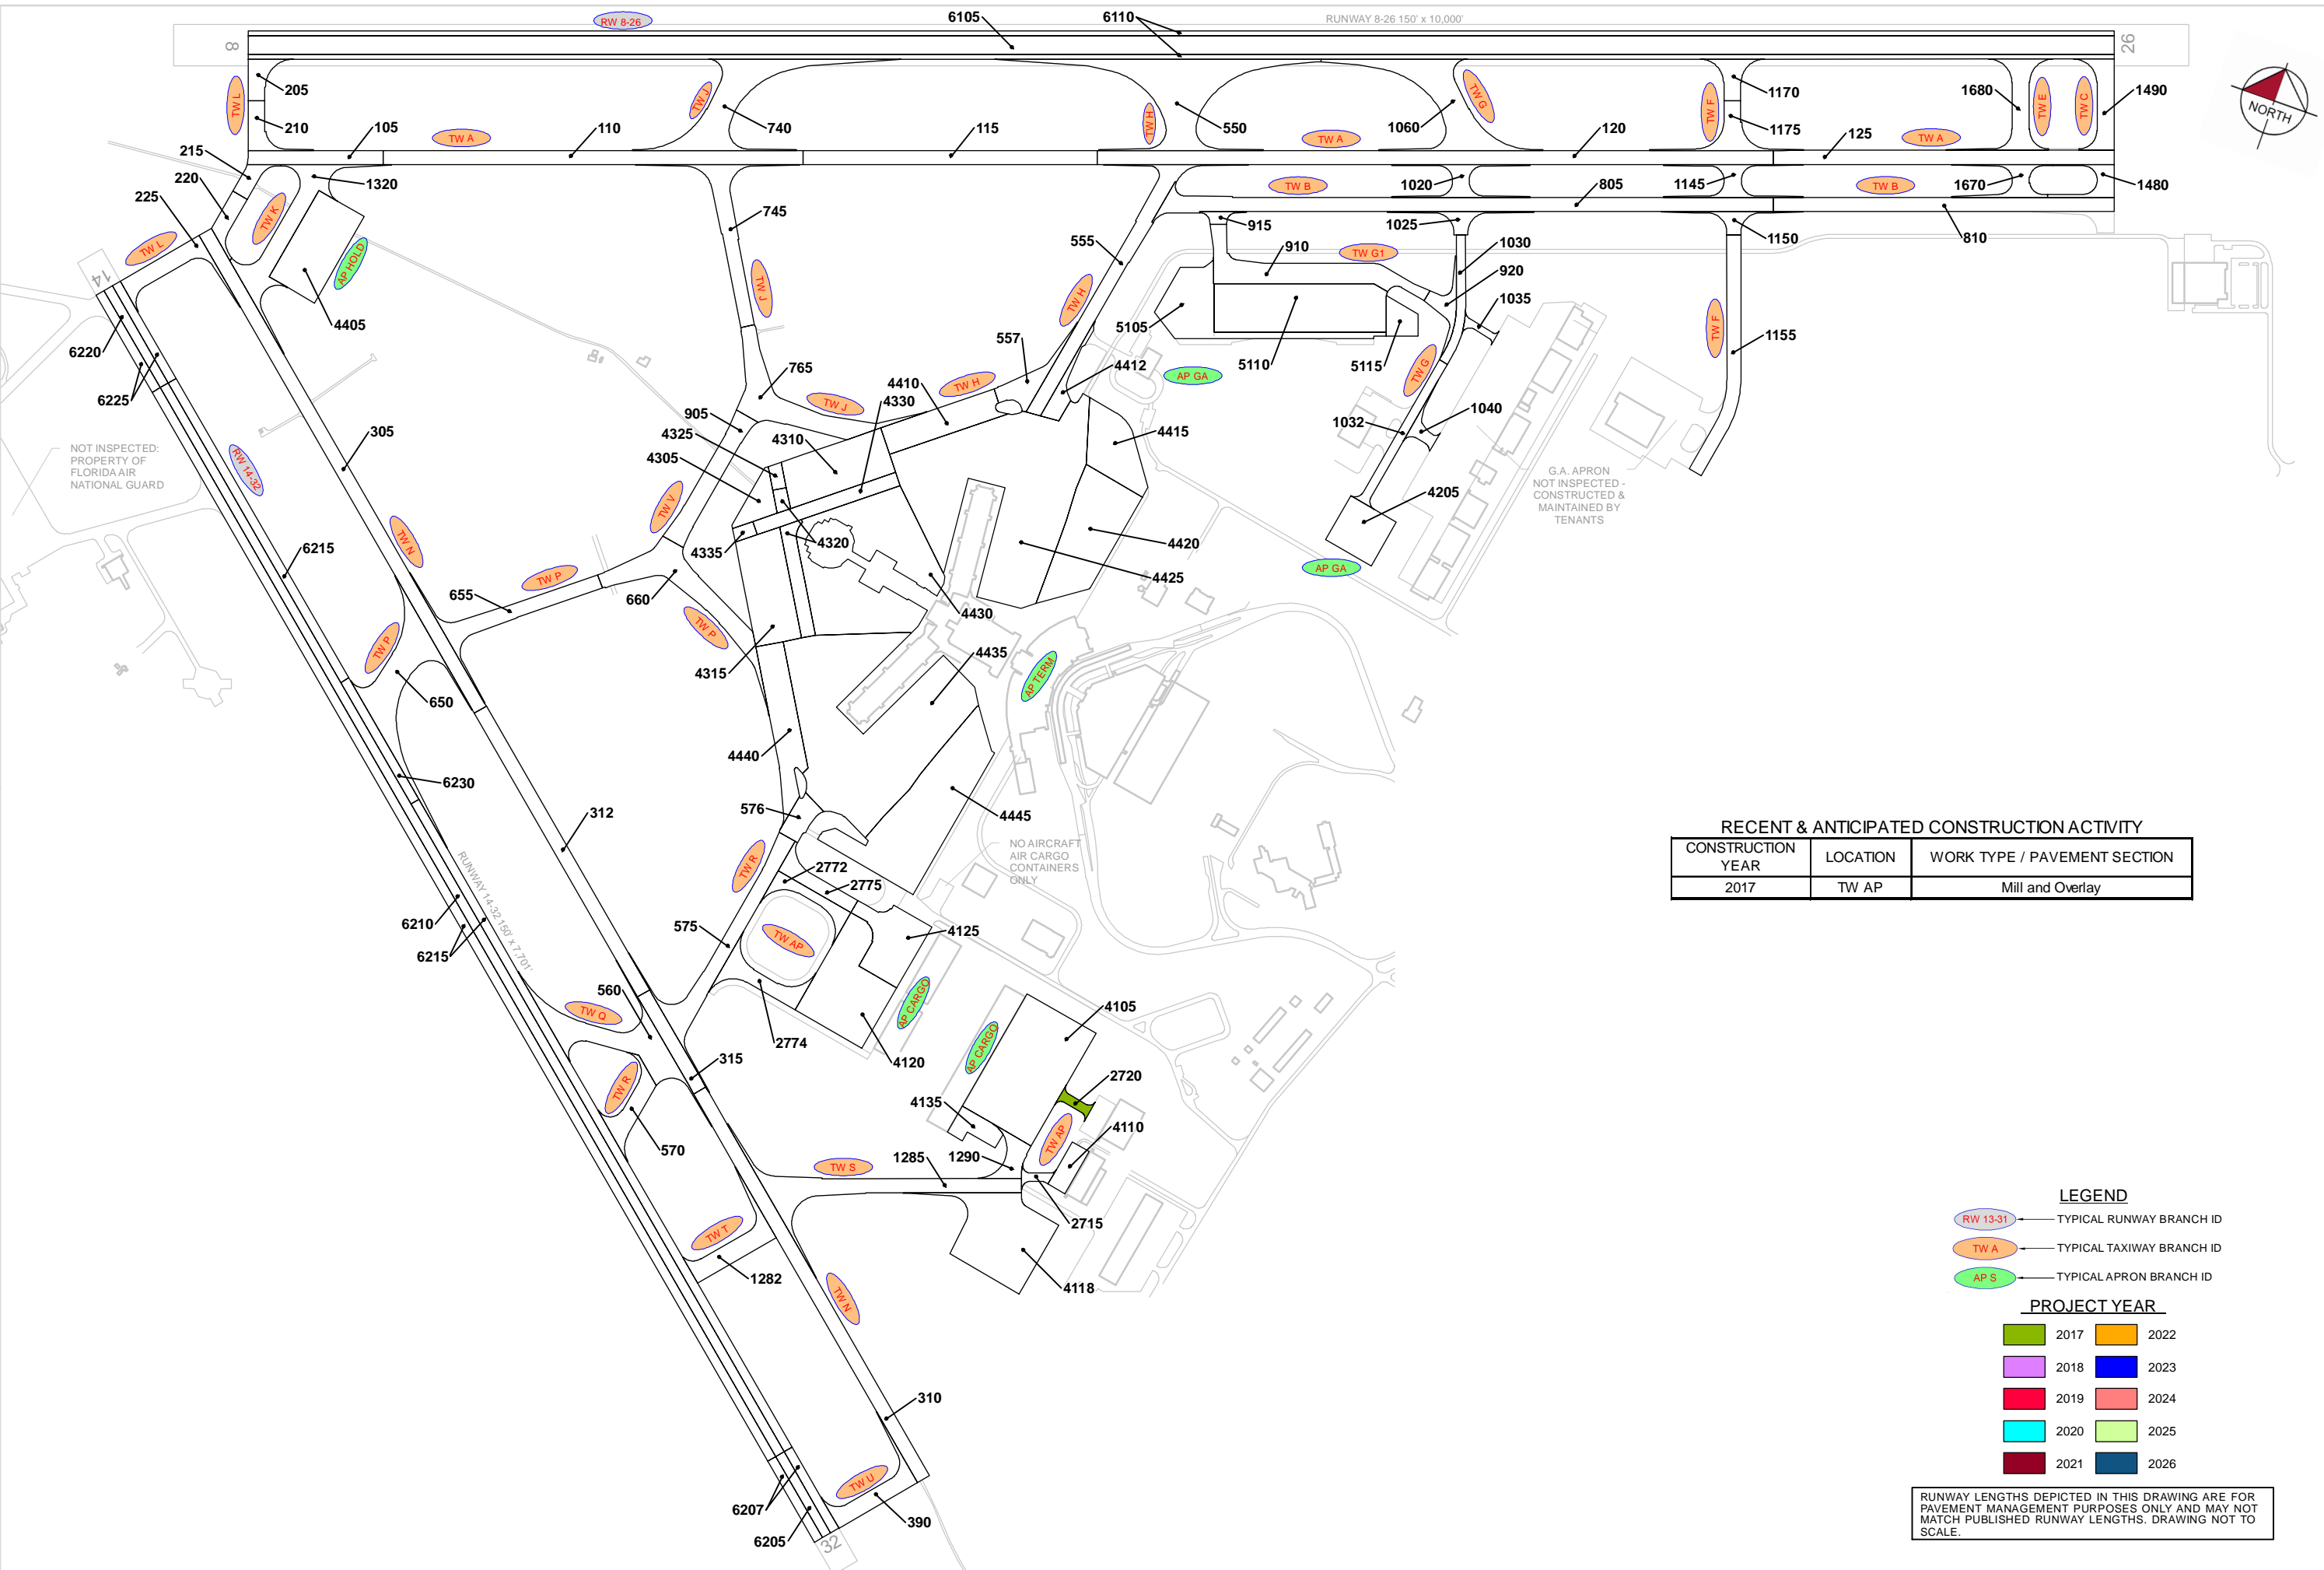 6105
6110
RW 8-26
RUNWAY 8-26 150' x 10,000'
8
26
TW L
205
TW J
740
TW H
550
TW G
1060
TW F
1170
1175
1680
TW E
TW C
1490
NORTH
210
105
TW A
110
115
TW A
120
125
TW A
215
220
225
1320
TW K
TW L
AP HOLD
4405
745
TW J
555
TW H
TW B
1020
805
1145
TW B
1670
1480
915
910
TW G1
1025
1030
920
1035
1150
810
14
6220
6225
5105
5110
5115
AP GA
TW G
TW F
1155
557
4412
765
TW J
4410
4330
TW H
905
4325
4305
4310
1032
1040
4415
305
NOT INSPECTED:
PROPERTY OF
FLORIDA AIR
NATIONAL GUARD
RW 14-32
G.A. APRON
NOT INSPECTED -
CONSTRUCTED &
MAINTAINED BY
TENANTS
4205
AP GA
TW N
TW V
6215
4335
4320
4420
4425
655
TW P
660
TW P
4430
4315
4435
AP TERM
TW P
650
4440
6230
312
576
4445
NO AIRCRAFT
AIR CARGO
CONTAINERS
ONLY
RECENT & ANTICIPATED CONSTRUCTION ACTIVITY
CONSTRUCTION YEAR LOCATION WORK TYPE / PAVEMENT SECTION
2017 TW AP Mill and Overlay
RUNWAY 14-32 150' x 7,701'
TW R
2772
2775
6210
6215
575
TW AP
4125
560
TW Q
AP CARGO
2774
4120
4105
AP CARGO
315
2720
TW R
570
4135
TW AP
4110
TW S
1285
1290
2715
TW T
1282
4118
TW N
310
TW U
6207
6205
390
32
LEGEND
RW 13-31 TYPICAL RUNWAY BRANCH ID
TW A TYPICAL TAXIWAY BRANCH ID
AP S TYPICAL APRON BRANCH ID
PROJECT YEAR
2017 2022
2018 2023
2019 2024
2020 2025
2021 2026
RUNWAY LENGTHS DEPICTED IN THIS DRAWING ARE FOR
PAVEMENT MANAGEMENT PURPOSES ONLY AND MAY NOT
MATCH PUBLISHED RUNWAY LENGTHS. DRAWING NOT TO
SCALE.